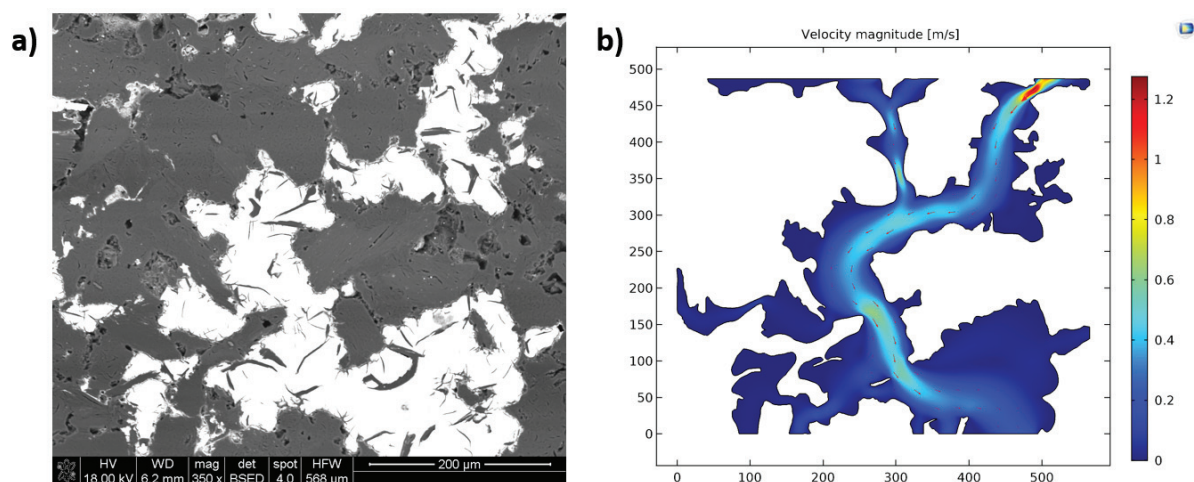 a)
HV WD mag det spot HFW
18.00 kV 6.2 mm 350 x BSED 4.0 568 μm
200 μm
b)
Velocity magnitude [m/s]
500
450
400
350
300
250
200
150
100
50
0
0 100 200 300 400 500
1.2
1
0.8
0.6
0.4
0.2
0